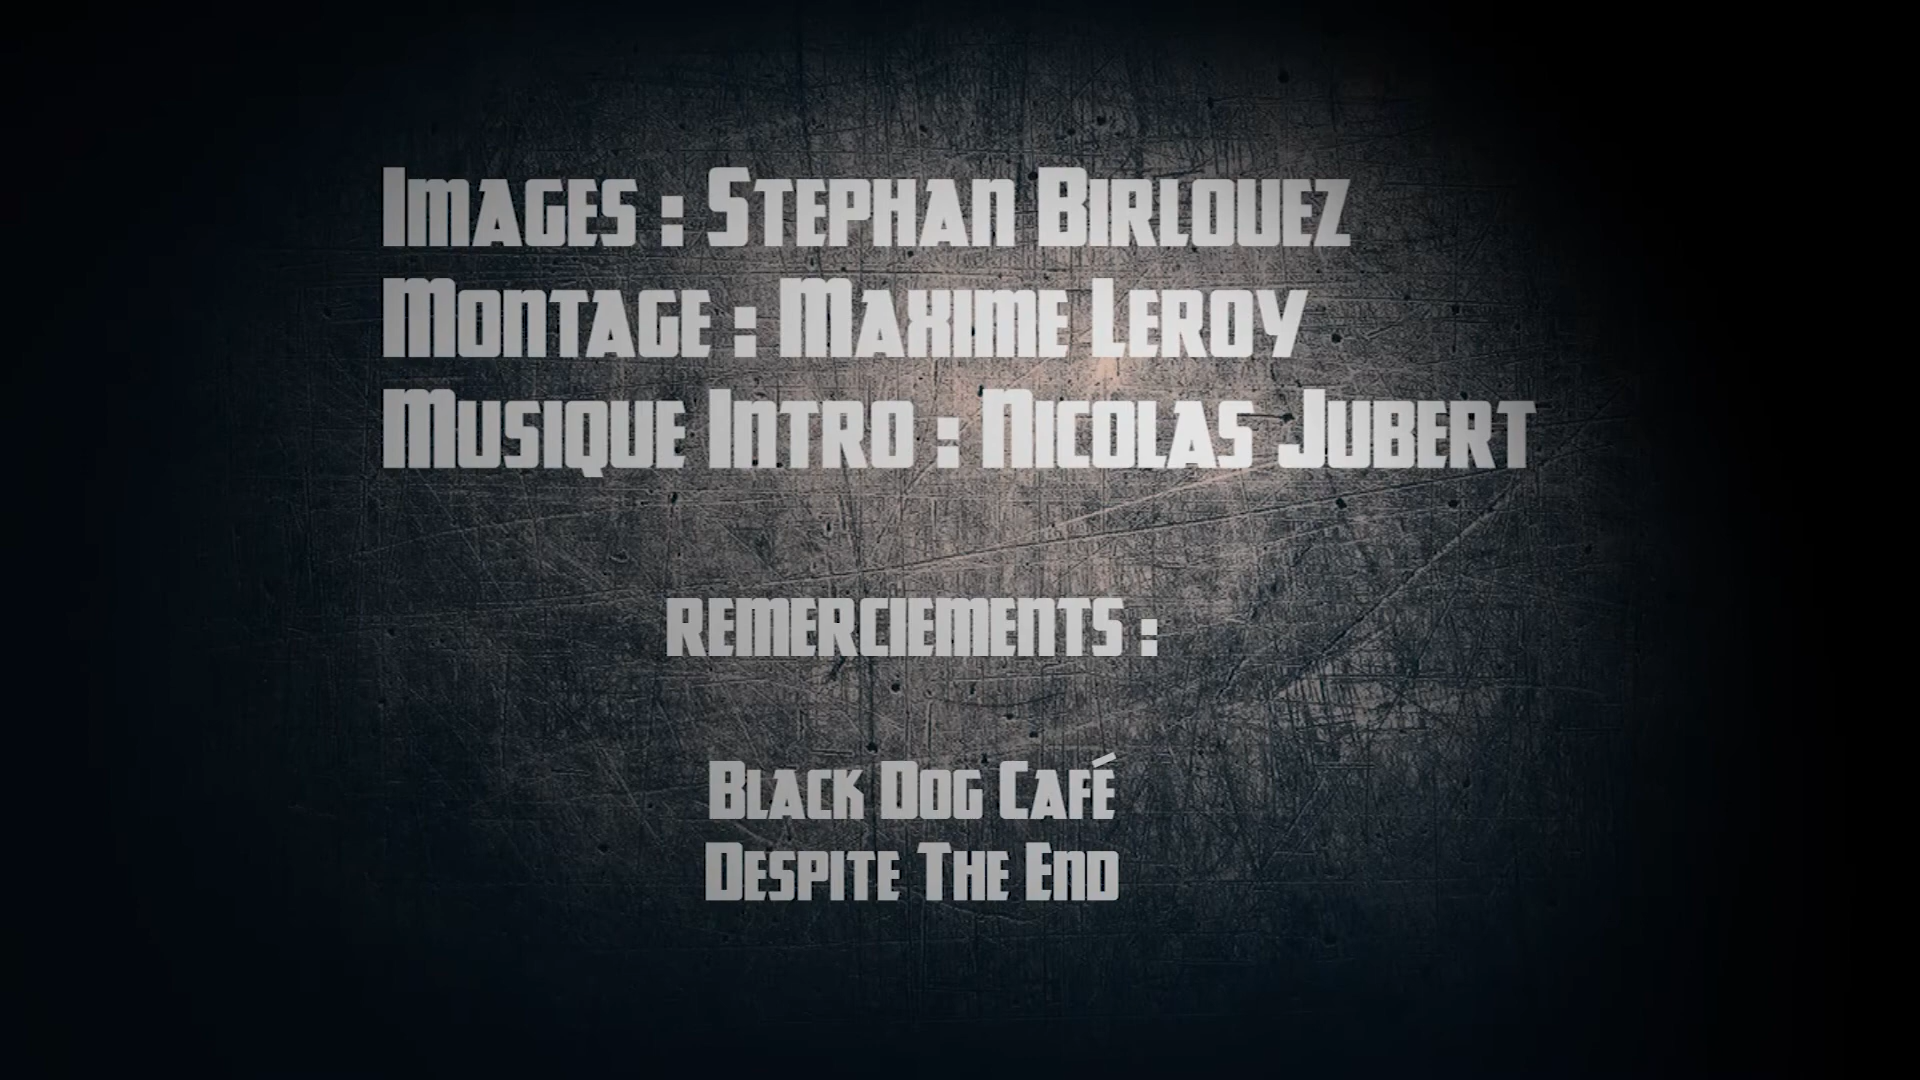 Images : Stephan Birlouez
Montage : Maxime Leroy
Musique Intro : Nicolas Jubert
remerciements :
Black Dog Café
Despite The End